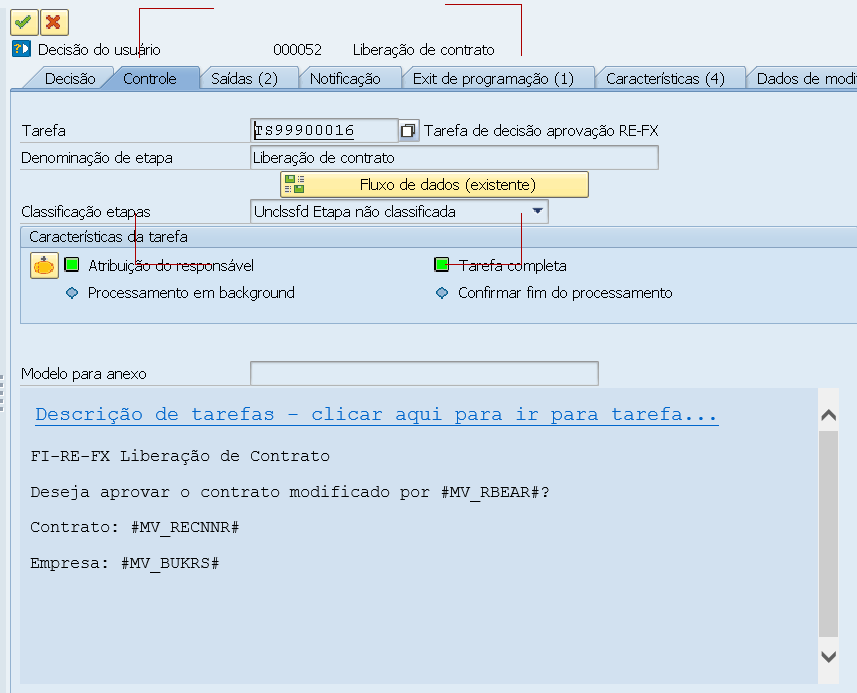 Decisão do usuário 000052 Liberação de contrato
Decisão Controle Saídas (2) Notificação Exit de programação (1) Características (4) Dados de modi
Tarefa TS99900016 Tarefa de decisão aprovação RE-FX
Denominação de etapa Liberação de contrato
Fluxo de dados (existente)
Classificação etapas Unclssfd Etapa não classificada
Características da tarefa
Atribuição do responsável Tarefa completa
Processamento em background Confirmar fim do processamento
Modelo para anexo
Descrição de tarefas - clicar aqui para ir para tarefa...
FI-RE-FX Liberação de Contrato
Deseja aprovar o contrato modificado por #MV_RBEAR#?
Contrato: #MV_RECNNR#
Empresa: #MV_BUKRS#